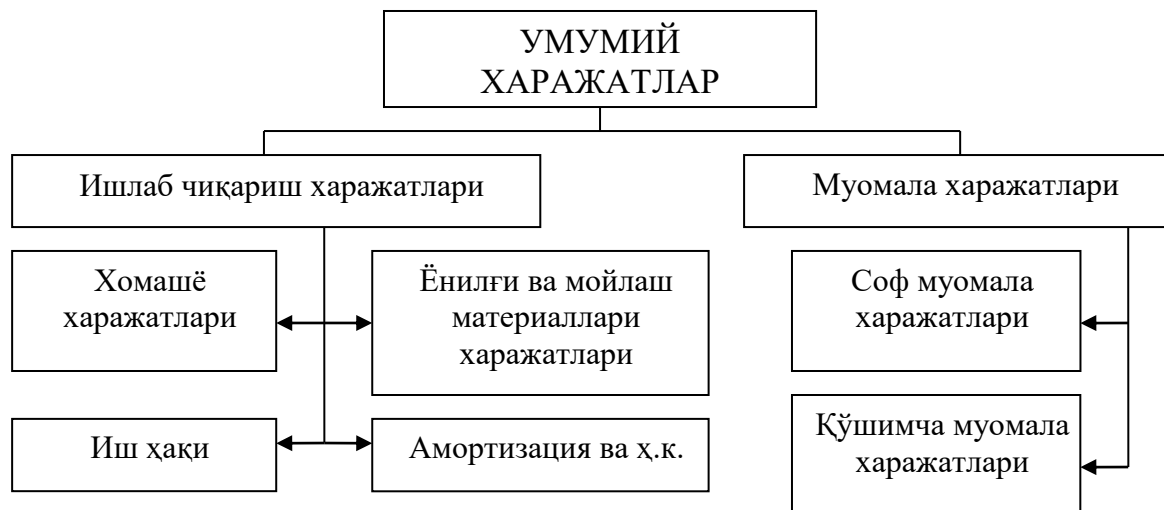 УМУМИЙ
ХАРАЖАТЛАР
Ишлаб чиқариш харажатлари
Муомала харажатлари
Хомашё
харажатлари
Ёнилғи ва мойлаш
материаллари
харажатлари
Соф муомала
харажатлари
Иш ҳақи
Амортизация ва ҳ.к.
Қўшимча муомала
харажатлари